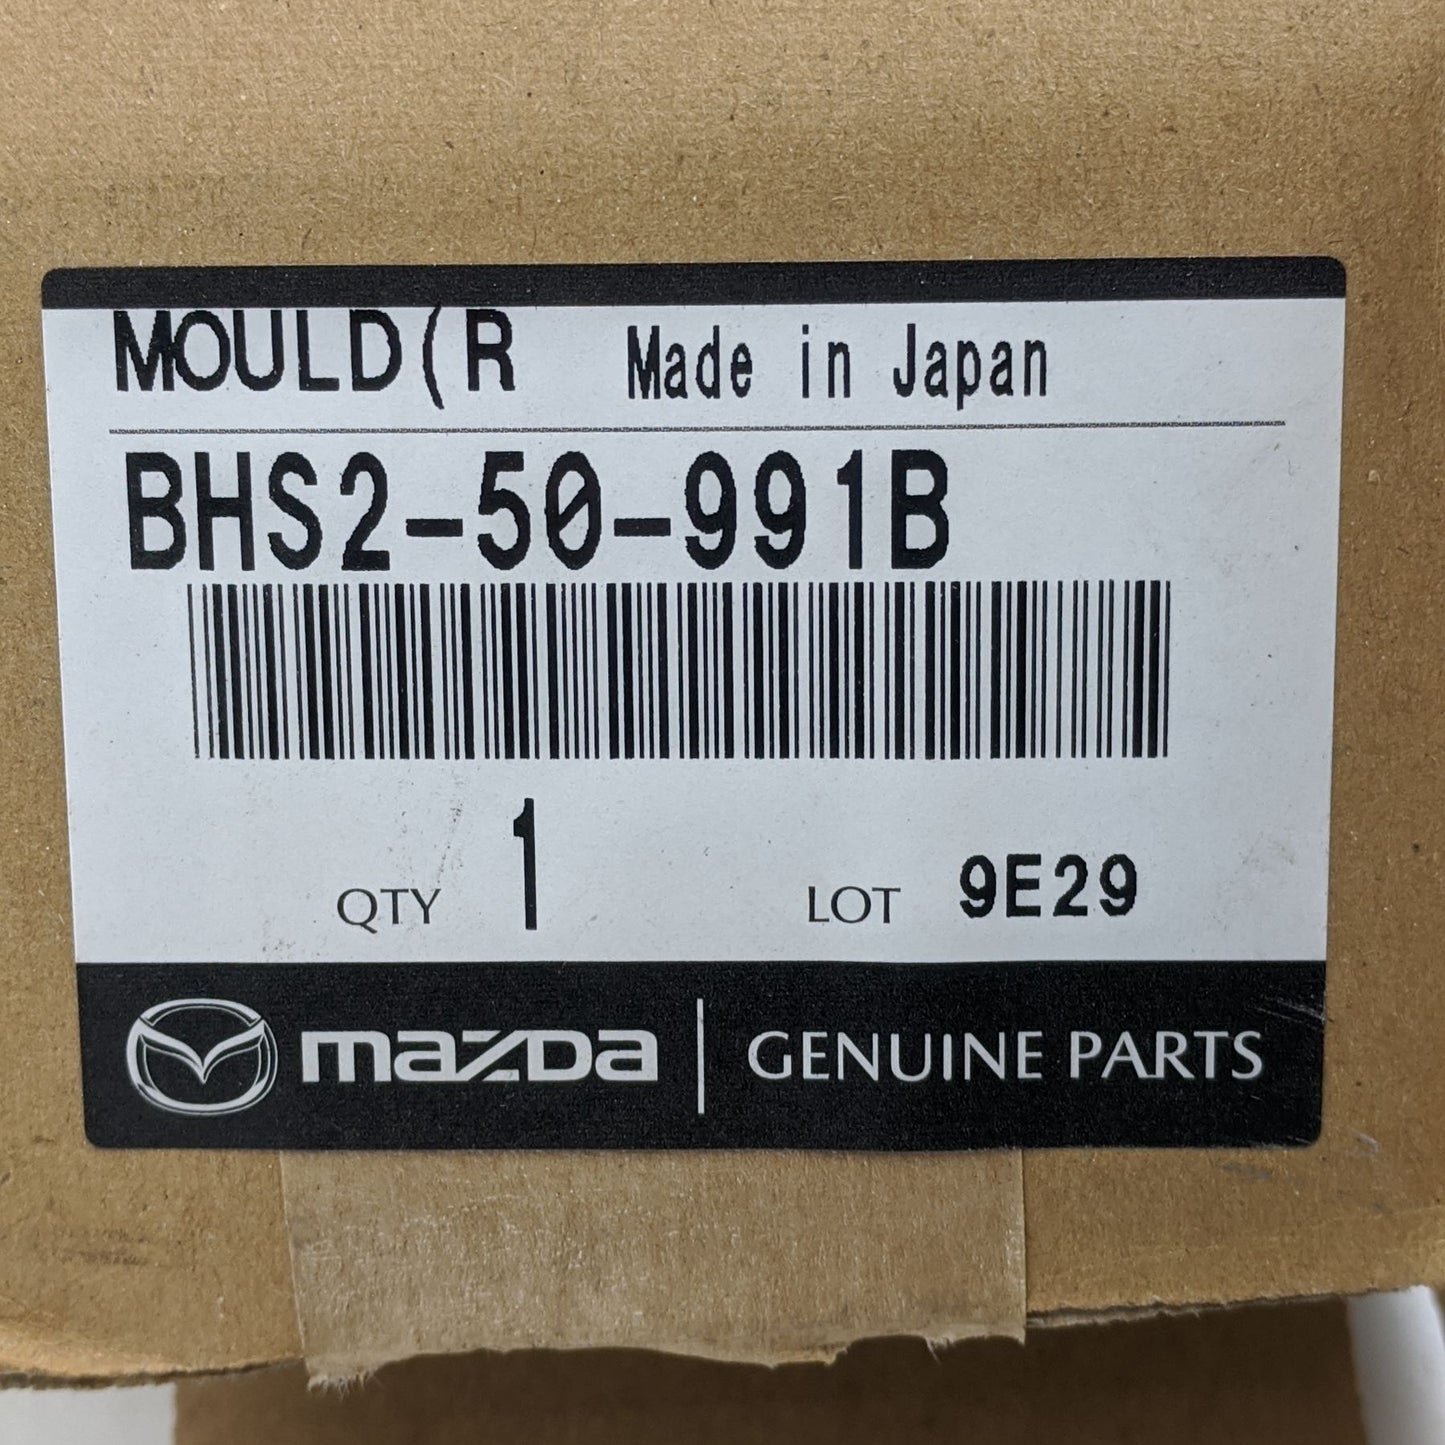 MOULD(R Made in Japan
BHS2-50-991B
QTY 1 LOT 9E29
mazda GENUINE PARTS